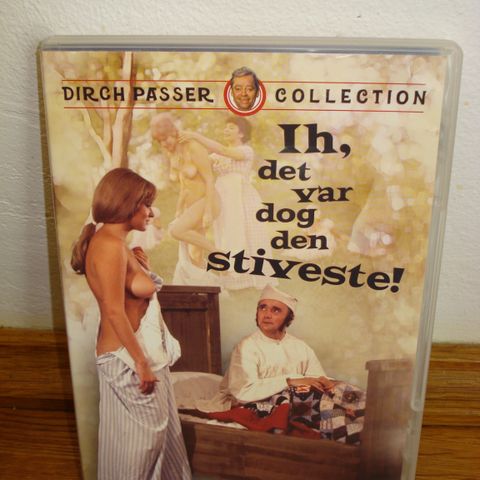 DIRCH PASSER COLLECTION
Ih,
det
var
dog
den
stiveste!